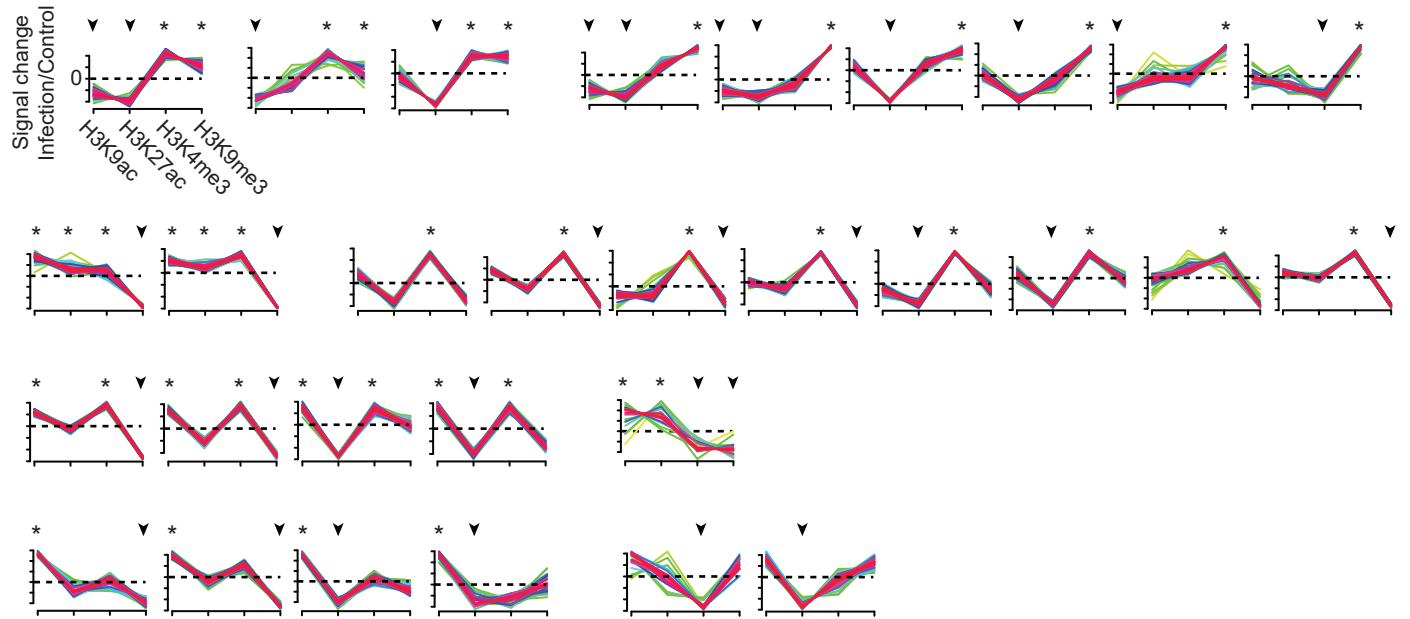 Signal change
Infection/Control
0
H3K9ac
H3K27ac
H3K4me3
H3K9me3
* * * * * * * * * * *
* * * * * * * * * * * * * *
* * * * * * * * * *
* * * *